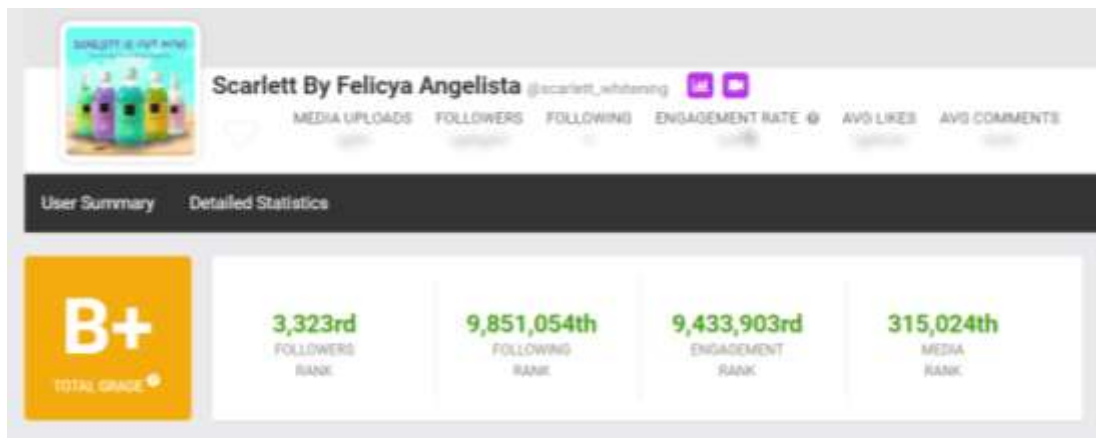 Scarlett By Felicya Angelista @scarlett_whitening
MEDIA UPLOADS FOLLOWERS FOLLOWING ENGAGEMENT RATE AVG LIKES AVG COMMENTS
User Summary Detailed Statistics
B+
TOTAL GRADE
3,323rd 9,851,054th 9,433,903rd 315,024th
FOLLOWERS FOLLOWING ENGAGEMENT MEDIA
RANK RANK RANK RANK